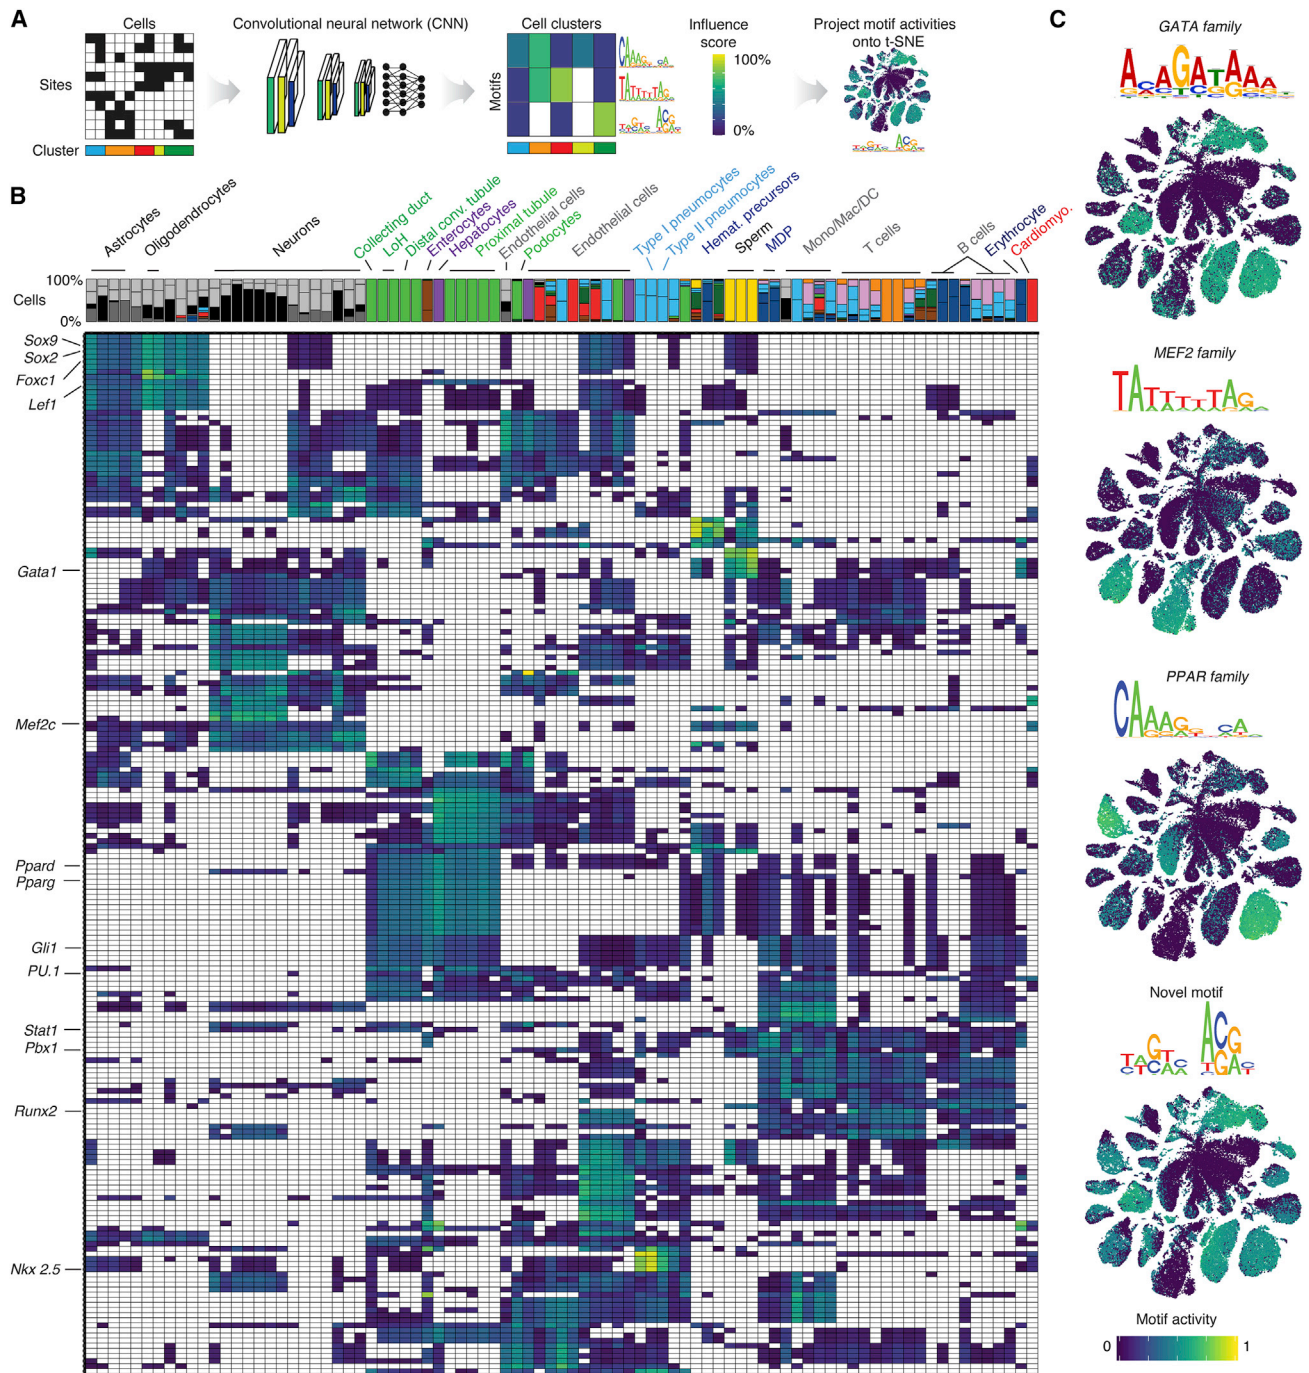 A
Cells
Sites
Cluster
Convolutional neural network (CNN)
Cell clusters
Motifs
Influence
score
100%
0%
Project motif activities
onto t-SNE
B
Astrocytes
Oligodendrocytes
Neurons
Collecting duct
LoH
Distal conv. tubule
Enterocytes
Hepatocytes
Proximal tubule
Endothelial cells
Podocytes
Endothelial cells
Type I pneumocytes
Type II pneumocytes
Hemat. precursors
Sperm
MDP
Mono/Mac/DC
T cells
B cells
Erythrocyte
Cardiomyo.
100%
Cells
0%
Sox9
Sox2
Foxc1
Lef1
Gata1
Mef2c
Ppard
Pparg
Gli1
PU.1
Stat1
Pbx1
Runx2
Nkx 2.5
C
GATA family
MEF2 family
PPAR family
Novel motif
Motif activity
0
1